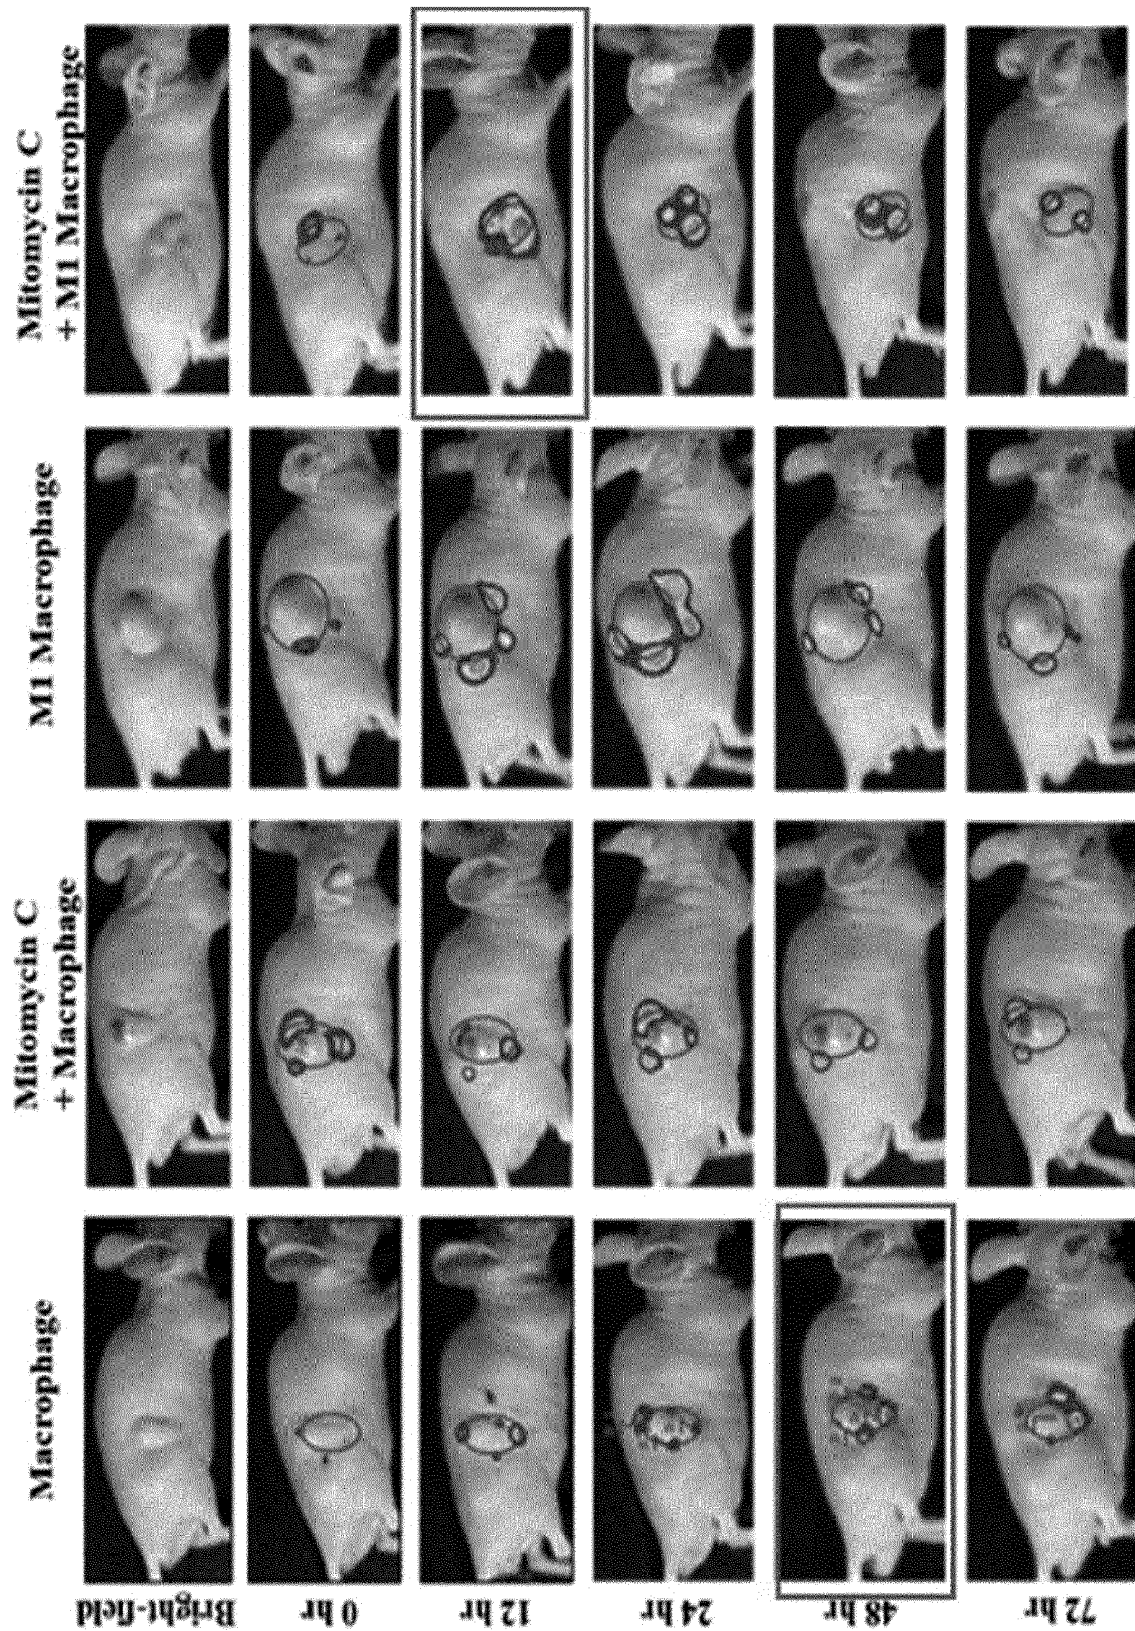 Mitomycin C
+ M1 Macrophage
M1 Macrophage
Mitomycin C
+ Macrophage
Macrophage
Bright-field
0 hr
12 hr
24 hr
48 hr
72 hr